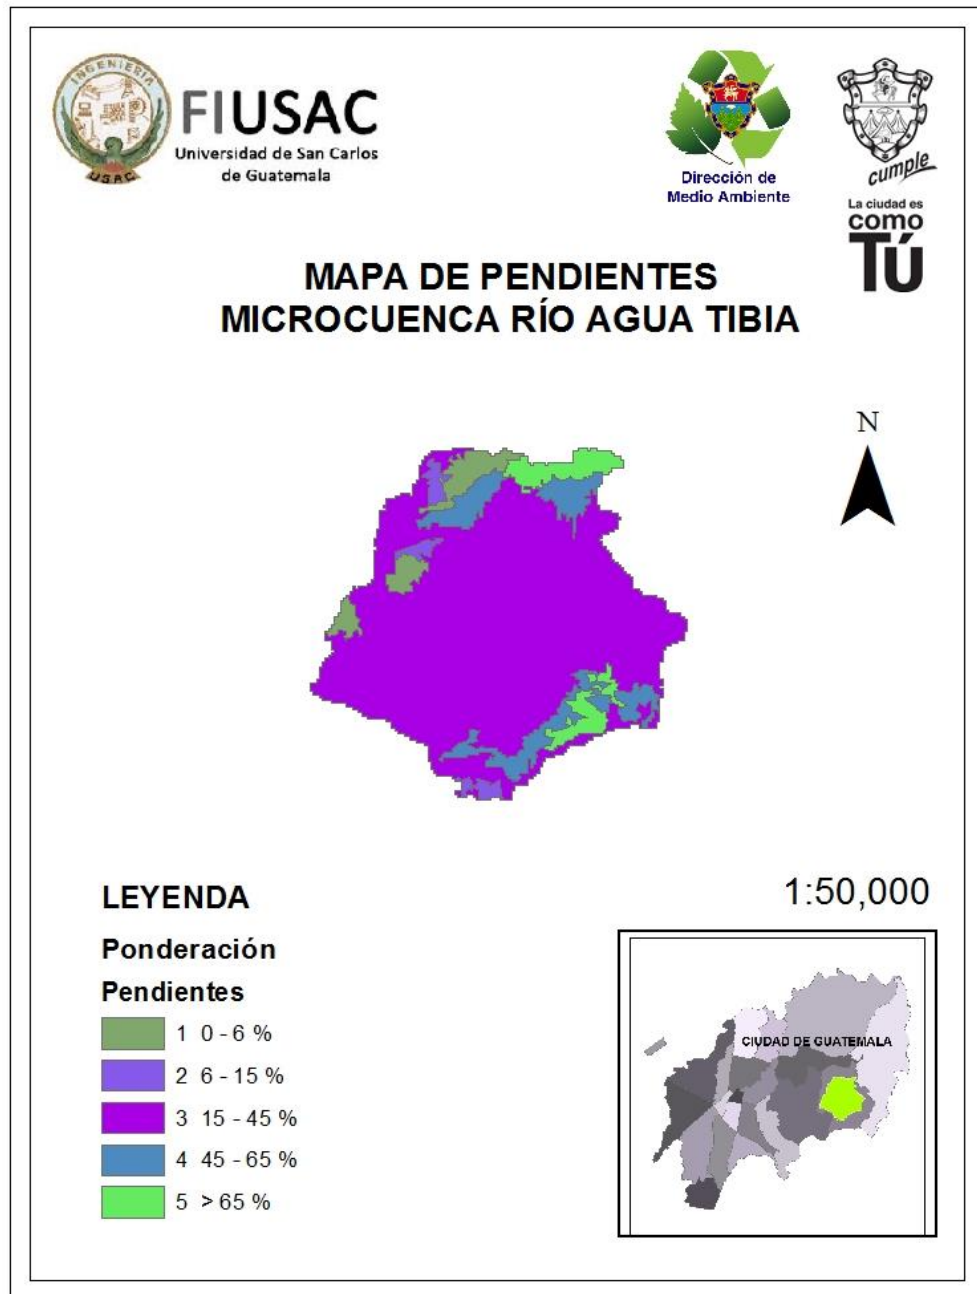 INGENIERIA
USAC
FIUSAC
Universidad de San Carlos
de Guatemala
Dirección de
Medio Ambiente
cumple
La ciudad es
como
TÚ
MAPA DE PENDIENTES
MICROCUENCA RÍO AGUA TIBIA
N
LEYENDA
Ponderación
Pendientes
1 0 - 6 %
2 6 - 15 %
3 15 - 45 %
4 45 - 65 %
5 > 65 %
1:50,000
CIUDAD DE GUATEMALA